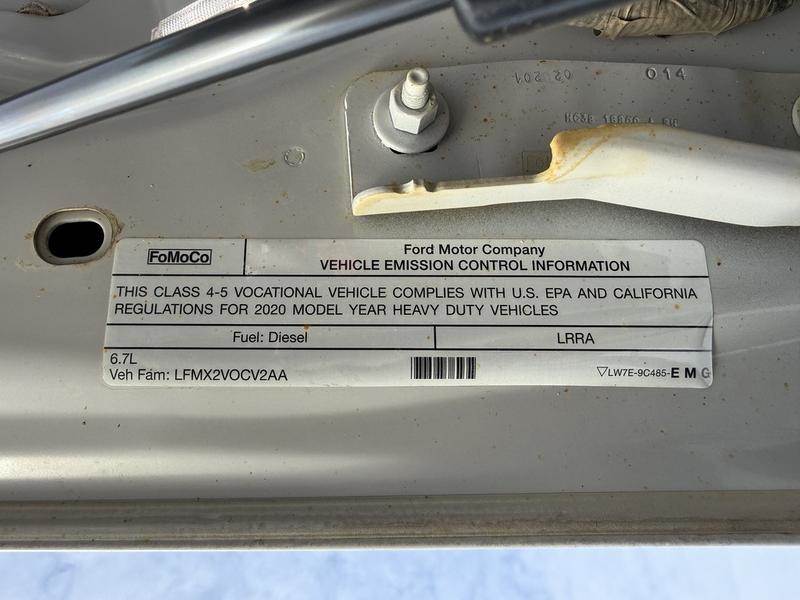 014
FoMoCo
Ford Motor Company
VEHICLE EMISSION CONTROL INFORMATION
THIS CLASS 4-5 VOCATIONAL VEHICLE COMPLIES WITH U.S. EPA AND CALIFORNIA
REGULATIONS FOR 2020 MODEL YEAR HEAVY DUTY VEHICLES
Fuel: Diesel
LRRA
6.7L
Veh Fam: LFMX2VOCV2AA
▽LW7E-9C485-E M G